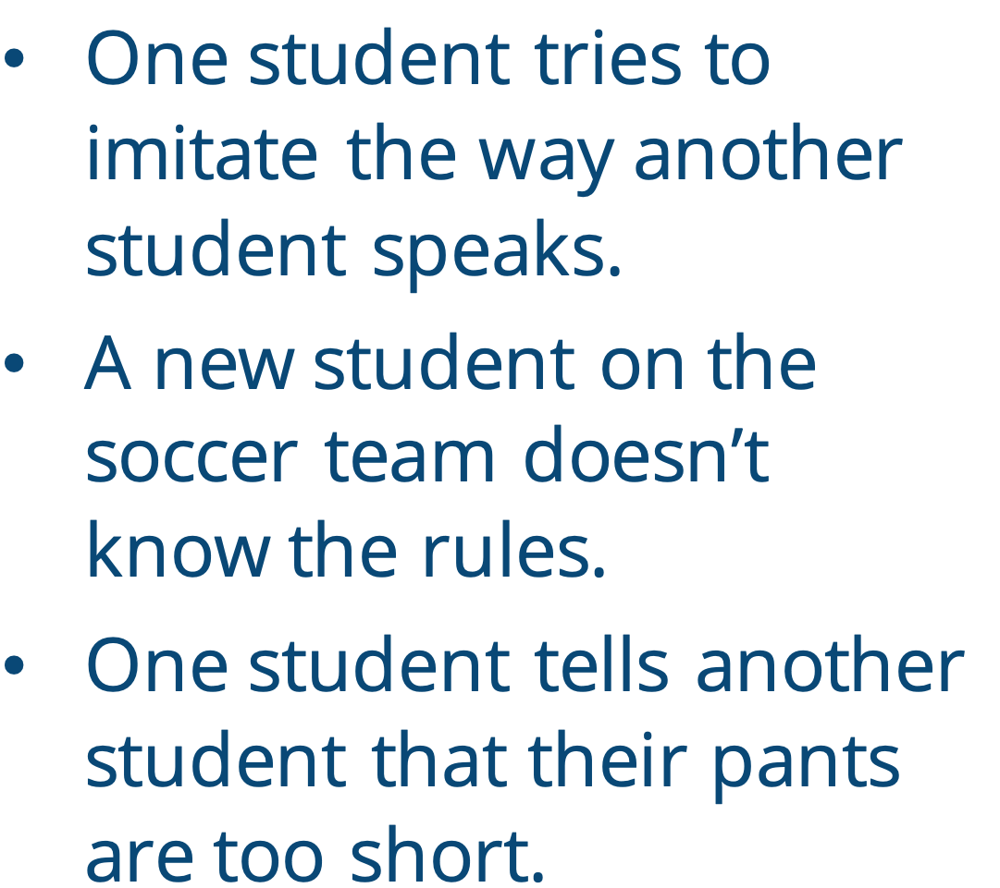 • One student tries to
imitate the way another
student speaks.
• A new student on the
soccer team doesn’t
know the rules.
• One student tells another
student that their pants
are too short.